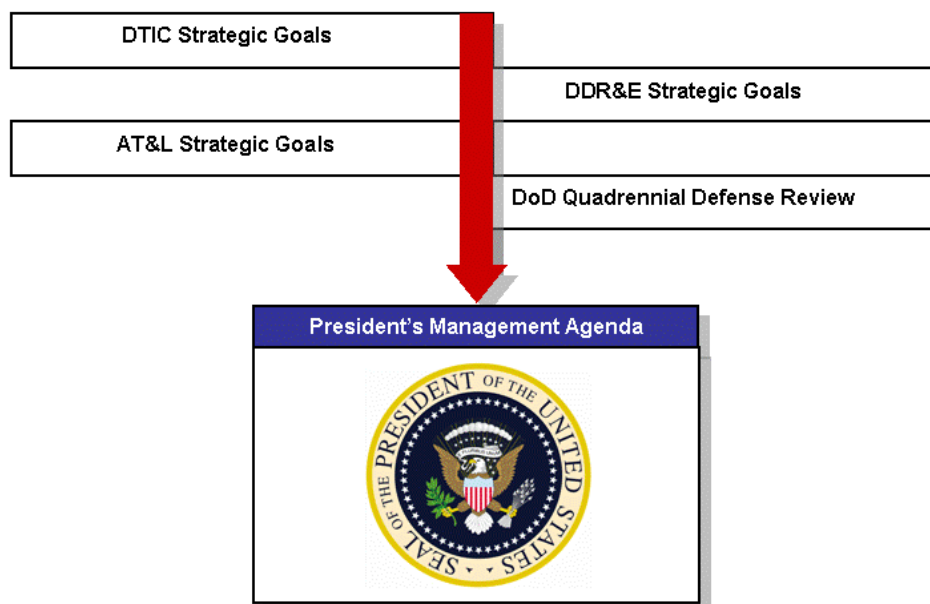 DTIC Strategic Goals
DDR&E Strategic Goals
AT&L Strategic Goals
DoD Quadrennial Defense Review
President's Management Agenda
SEAL OF THE PRESIDENT OF THE UNITED STATES